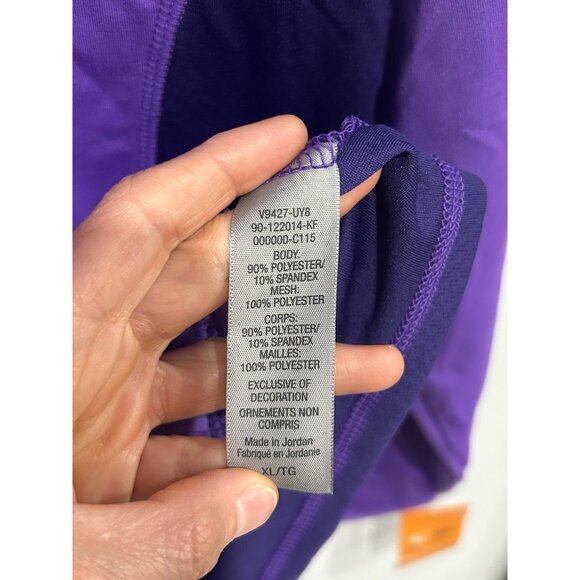 V9427-UY8
90-122014-KF
000000-C115
BODY:
90% POLYESTER/
10% SPANDEX
MESH:
100% POLYESTER
CORPS:
90% POLYESTER/
10% SPANDEX
MAILLES:
100% POLYESTER
EXCLUSIVE OF
DECORATION
ORNEMENTS NON
COMPRIS
Made in Jordan
Fabriqué en Jordanie
XL/TG